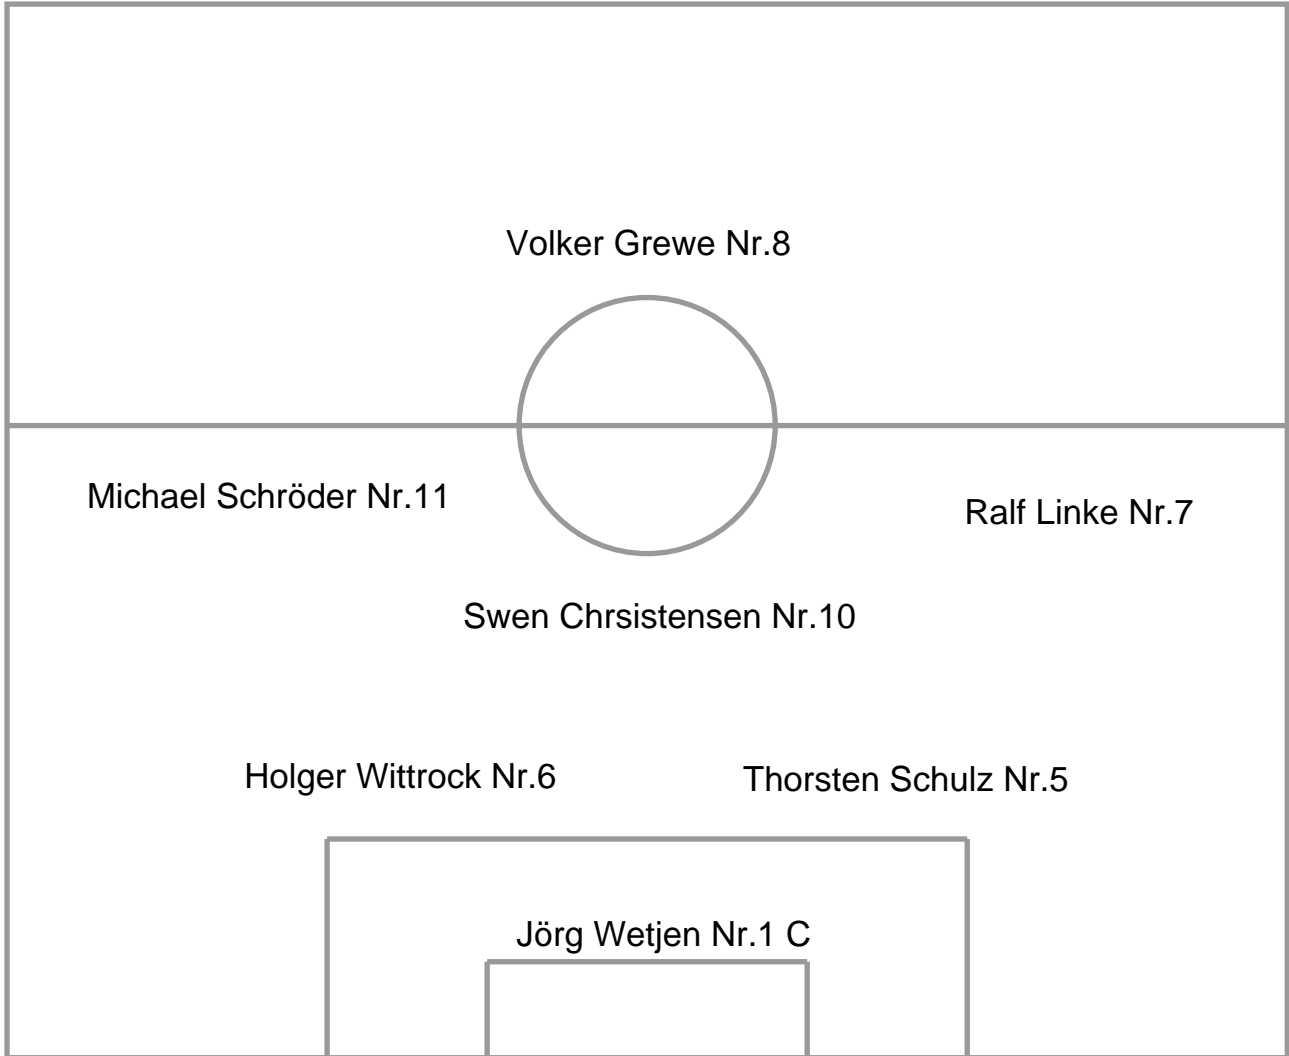 Volker Grewe Nr.8
Michael Schröder Nr.11
Ralf Linke Nr.7
Swen Chrsistensen Nr.10
Holger Wittrock Nr.6
Thorsten Schulz Nr.5
Jörg Wetjen Nr.1 C